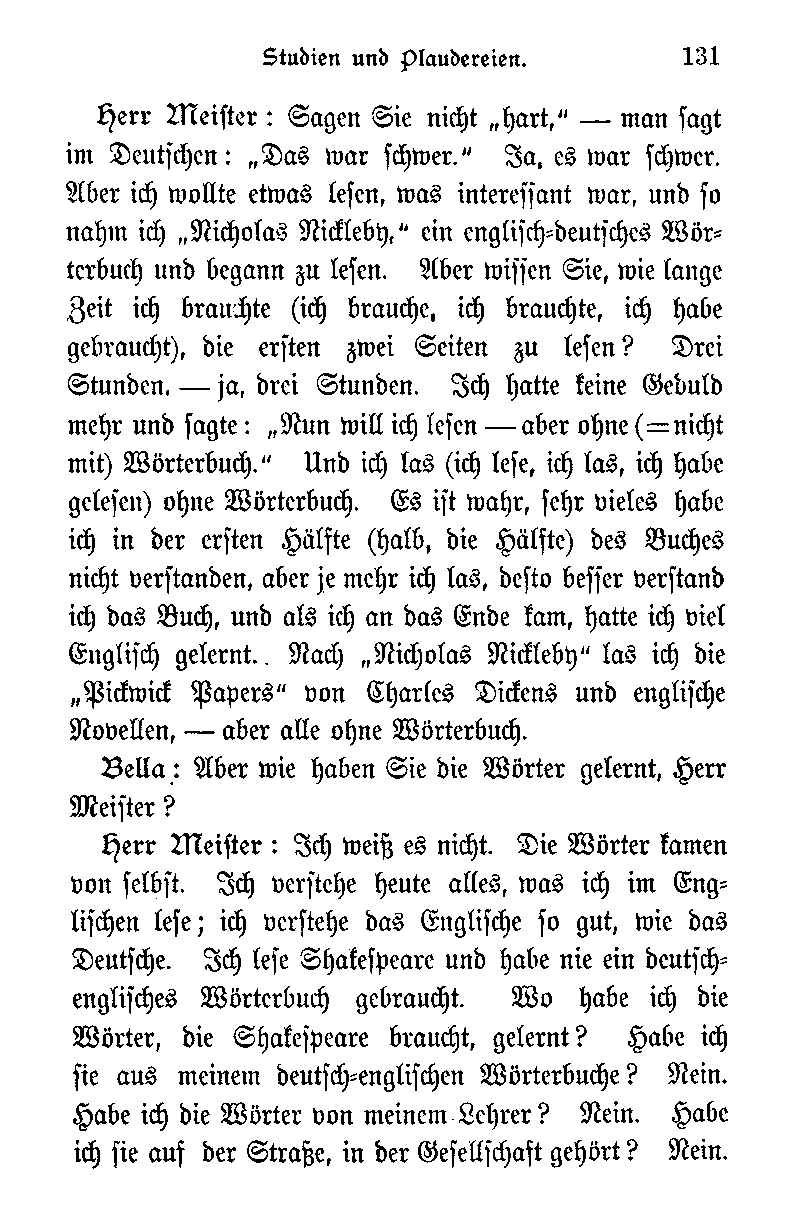 Studien und Plaudereien. 131
Herr Meister: Sagen Sie nicht „hart,“ — man sagt
im Deutschen: „Das war schwer.“ Ja, es war schwer.
Aber ich wollte etwas lesen, was interessant war, und so
nahm ich „Nicholas Nickleby,“ ein englisch-deutsches Wör-
terbuch und begann zu lesen. Aber wissen Sie, wie lange
Zeit ich brauchte (ich brauche, ich brauchte, ich habe
gebraucht), die ersten zwei Seiten zu lesen? Drei
Stunden, — ja, drei Stunden. Ich hatte keine Geduld
mehr und sagte: „Nun will ich lesen — aber ohne (= nicht
mit) Wörterbuch.“ Und ich las (ich lese, ich las, ich habe
gelesen) ohne Wörterbuch. Es ist wahr, sehr vieles habe
ich in der ersten Hälfte (halb, die Hälfte) des Buches
nicht verstanden, aber je mehr ich las, desto besser verstand
ich das Buch, und als ich an das Ende kam, hatte ich viel
Englisch gelernt. Nach „Nicholas Nickleby“ las ich die
„Pickwick Papers“ von Charles Dickens und englische
Novellen, — aber alle ohne Wörterbuch.
Bella: Aber wie haben Sie die Wörter gelernt, Herr
Meister?
Herr Meister: Ich weiß es nicht. Die Wörter kamen
von selbst. Ich verstehe heute alles, was ich im Eng-
lischen lese; ich verstehe das Englische so gut, wie das
Deutsche. Ich lese Shakespeare und habe nie ein deutsch-
englisches Wörterbuch gebraucht. Wo habe ich die
Wörter, die Shakespeare braucht, gelernt? Habe ich
sie aus meinem deutsch-englischen Wörterbuche? Nein.
Habe ich die Wörter von meinem Lehrer? Nein. Habe
ich sie auf der Straße, in der Gesellschaft gehört? Nein.